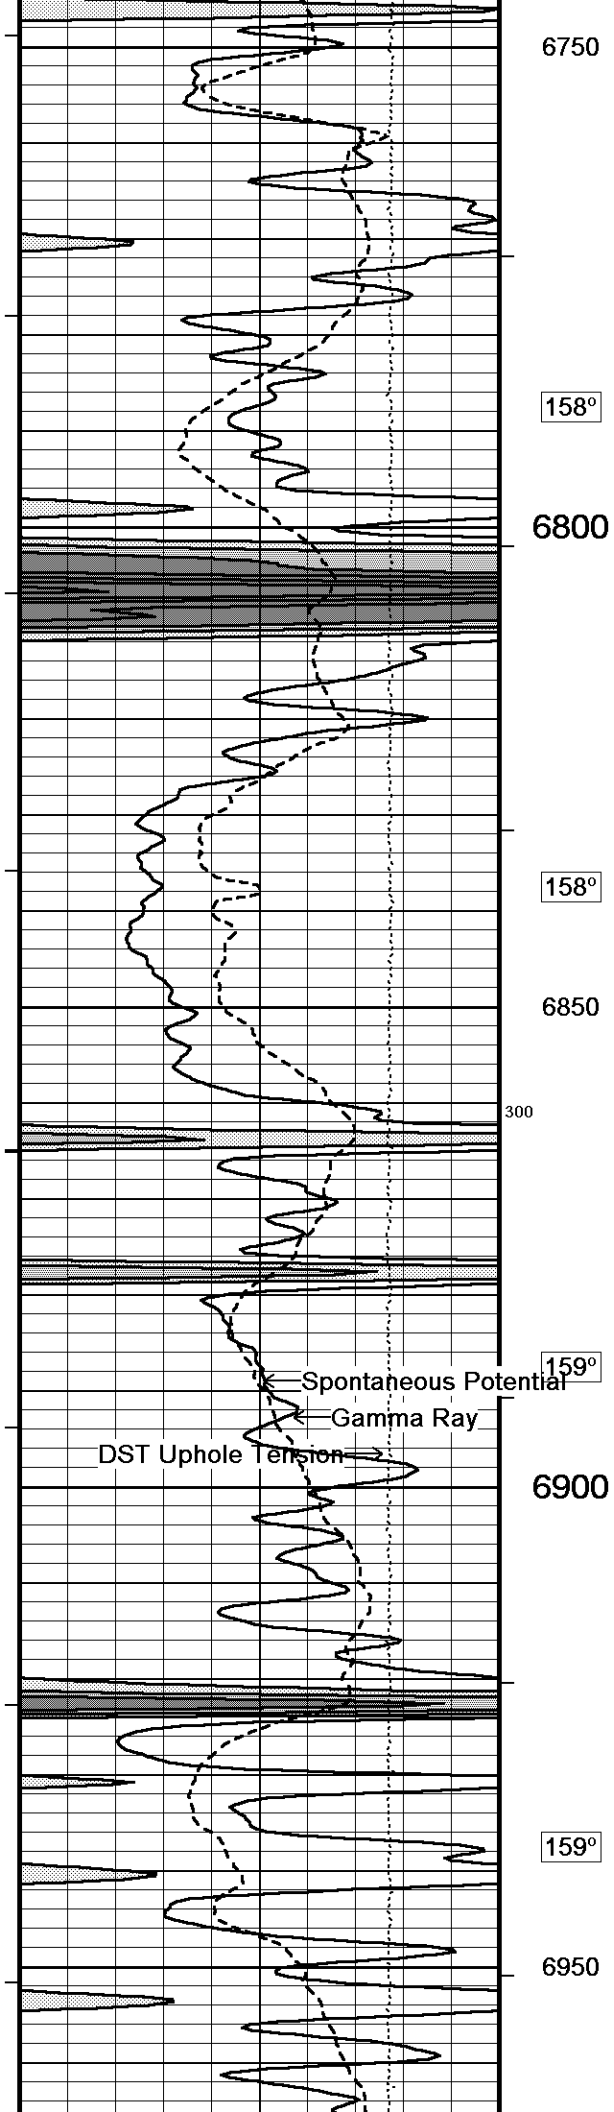 6750
158º
6800
158º
6850
300
159º
Spontaneous Potential
Gamma Ray
DST Uphole Tension
6900
159º
6950